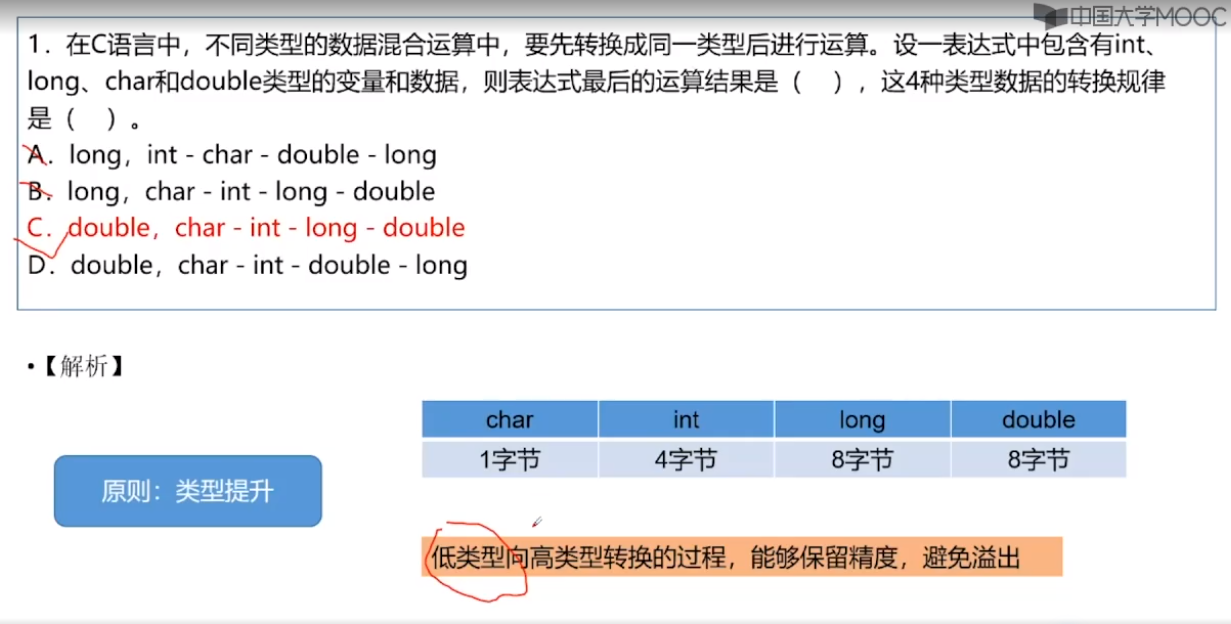 中国大学MOOC
1. 在C语言中，不同类型的数据混合运算中，要先转换成同一类型后进行运算。设一表达式中包含有int、
long、char和double类型的变量和数据，则表达式最后的运算结果是（ ），这4种类型数据的转换规律
是（ ）。
A. long，int - char - double - long
B. long，char - int - long - double
C. double，char - int - long - double
D. double，char - int - double - long
•【解析】
char int long double
1字节 4字节 8字节 8字节
原则：类型提升
低类型向高类型转换的过程，能够保留精度，避免溢出